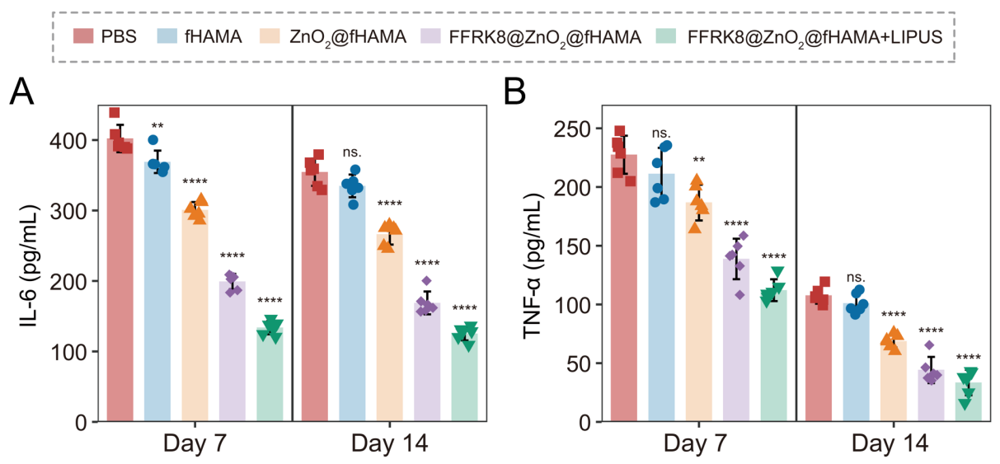 PBS fHAMA ZnO₂@fHAMA FFRK8@ZnO₂@fHAMA FFRK8@ZnO₂@fHAMA+LIPUS
A
IL-6 (pg/mL)
400
300
200
100
0
**
****
****
****
ns.
****
****
****
Day 7
Day 14
B
TNF-α (pg/mL)
250
200
150
100
50
0
ns.
**
****
****
ns.
****
****
****
Day 7
Day 14